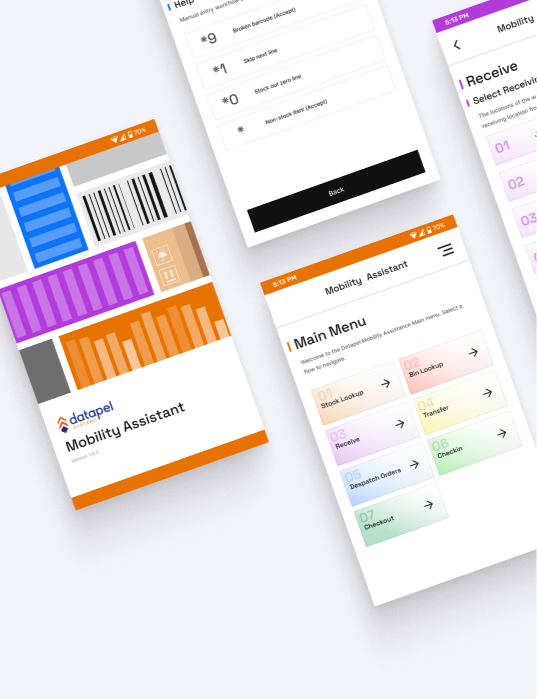 Help
Manual entry workflow
*9 Broken barcode (Accept)
*1 Skip next line
*0 Stock out zero line
* Non-stock item (Accept)
Back
5:13 PM
Mobility
Receive
Select Receivin
The locations of the w
receiving location fro
01
02
03
70%
datapel
SYSTEMS
Mobility Assistant
Version 1.6.2
5:13 PM 70%
Mobility Assistant
Main Menu
Welcome to the Datapel Mobility Assistance Main menu. Select a
flow to navigate.
01 Stock Lookup
02 Bin Lookup
03 Receive
04 Transfer
05 Despatch Orders
06 Checkin
07 Checkout